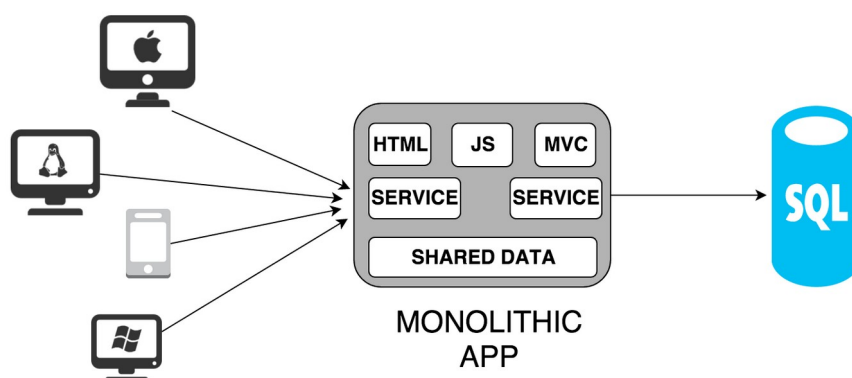 HTML
JS
MVC
SERVICE
SERVICE
SHARED DATA
MONOLITHIC
APP
SQL